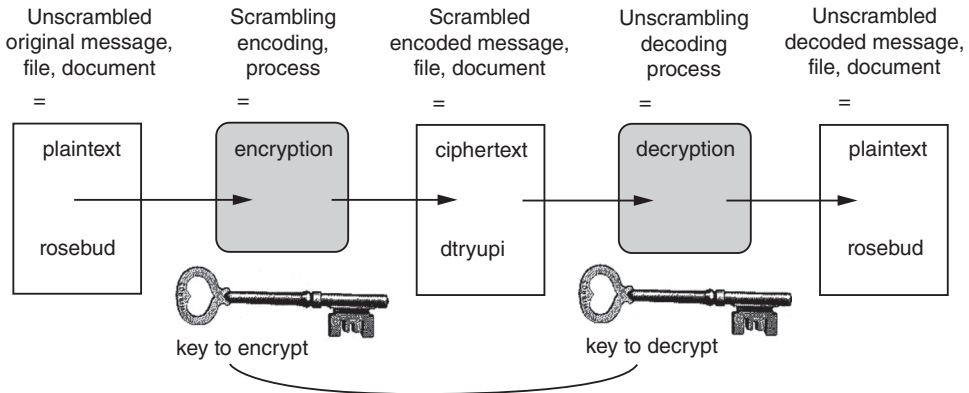 Unscrambled
original message,
file, document
=
Scrambling
encoding,
process
=
Scrambled
encoded message,
file, document
=
Unscrambling
decoding
process
=
Unscrambled
decoded message,
file, document
=
plaintext
rosebud
encryption
ciphertext
dtryupi
decryption
plaintext
rosebud
key to encrypt
key to decrypt